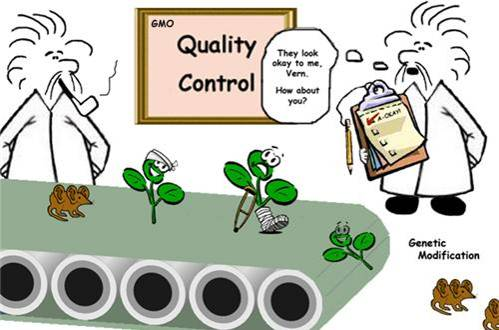 GMO
Quality
Control
They look
okay to me,
Vern.
How about
you?
A-OKAY!
Genetic
Modification